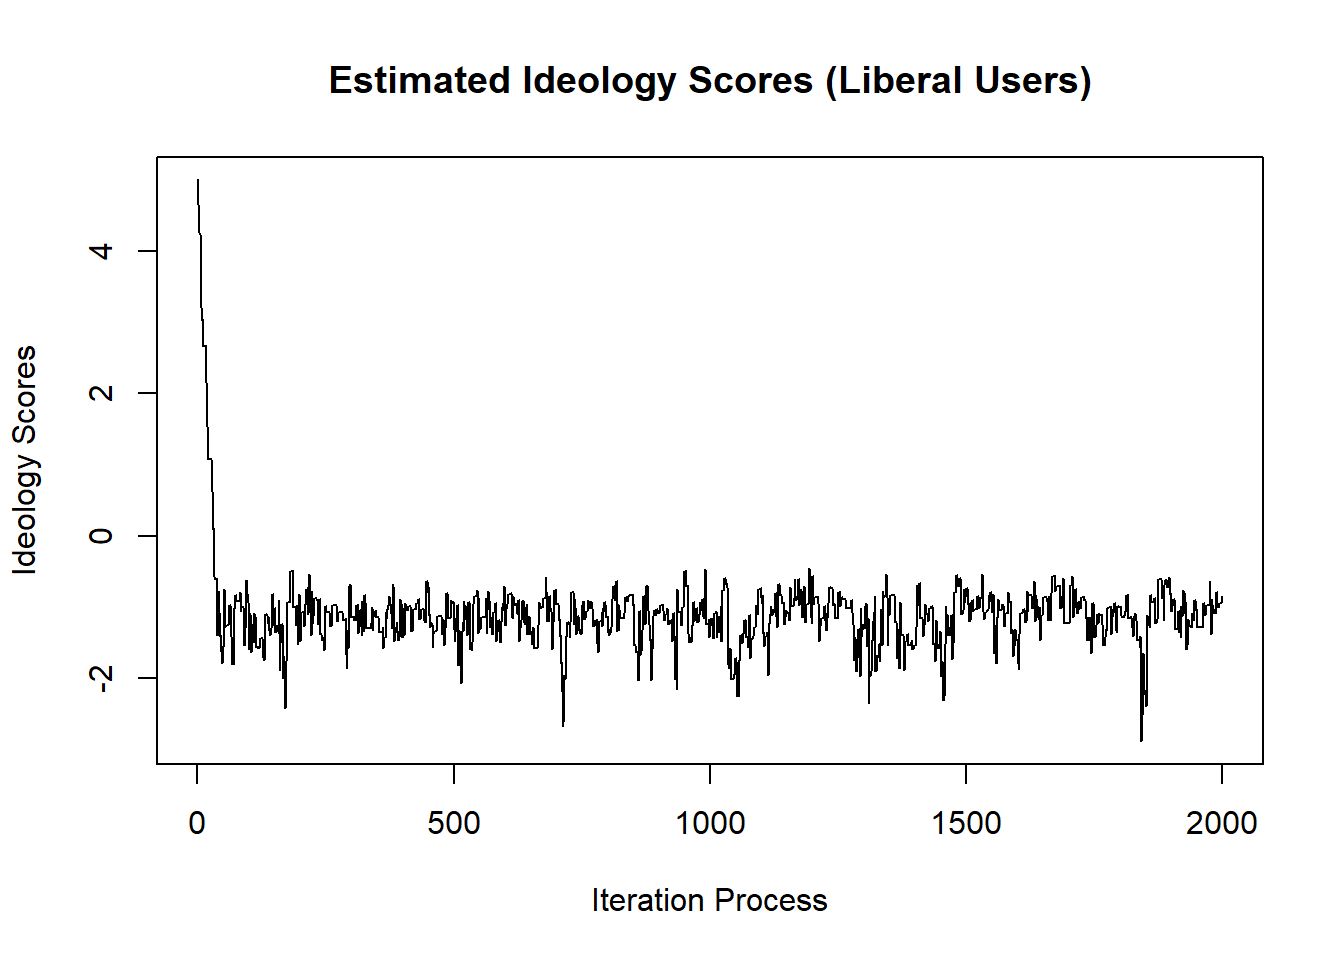 Estimated Ideology Scores (Liberal Users)
Ideology Scores
4
2
0
-2
0 500 1000 1500 2000
Iteration Process